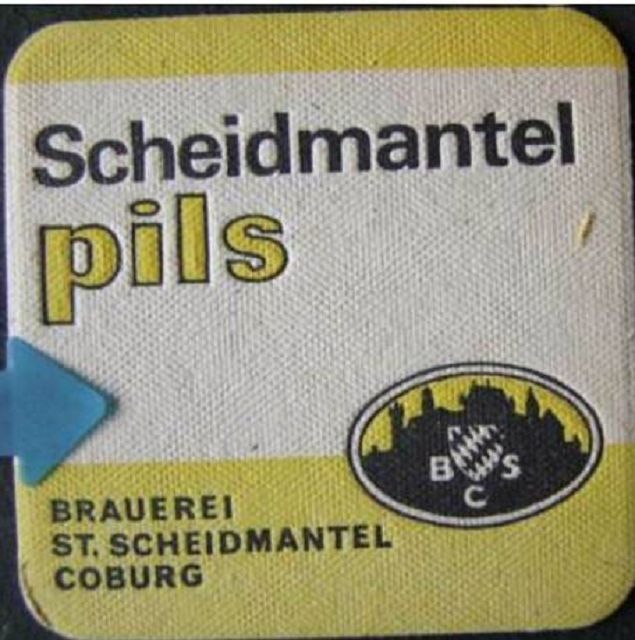 Scheidmantel
pils
B S
C
BRAUEREI
ST. SCHEIDMANTEL
COBURG